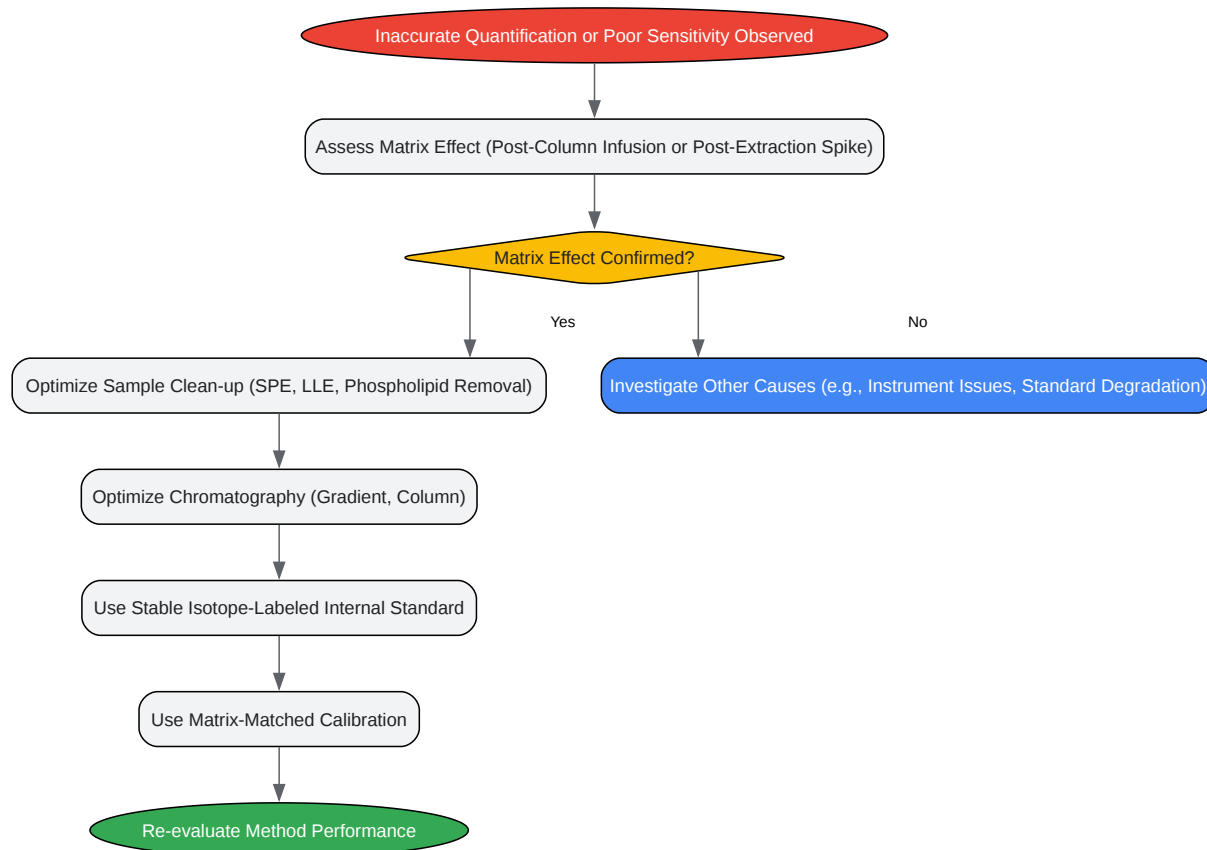 Inaccurate Quantification or Poor Sensitivity Observed
Assess Matrix Effect (Post-Column Infusion or Post-Extraction Spike)
Matrix Effect Confirmed?
Yes
No
Optimize Sample Clean-up (SPE, LLE, Phospholipid Removal)
Investigate Other Causes (e.g., Instrument Issues, Standard Degradation)
Optimize Chromatography (Gradient, Column)
Use Stable Isotope-Labeled Internal Standard
Use Matrix-Matched Calibration
Re-evaluate Method Performance